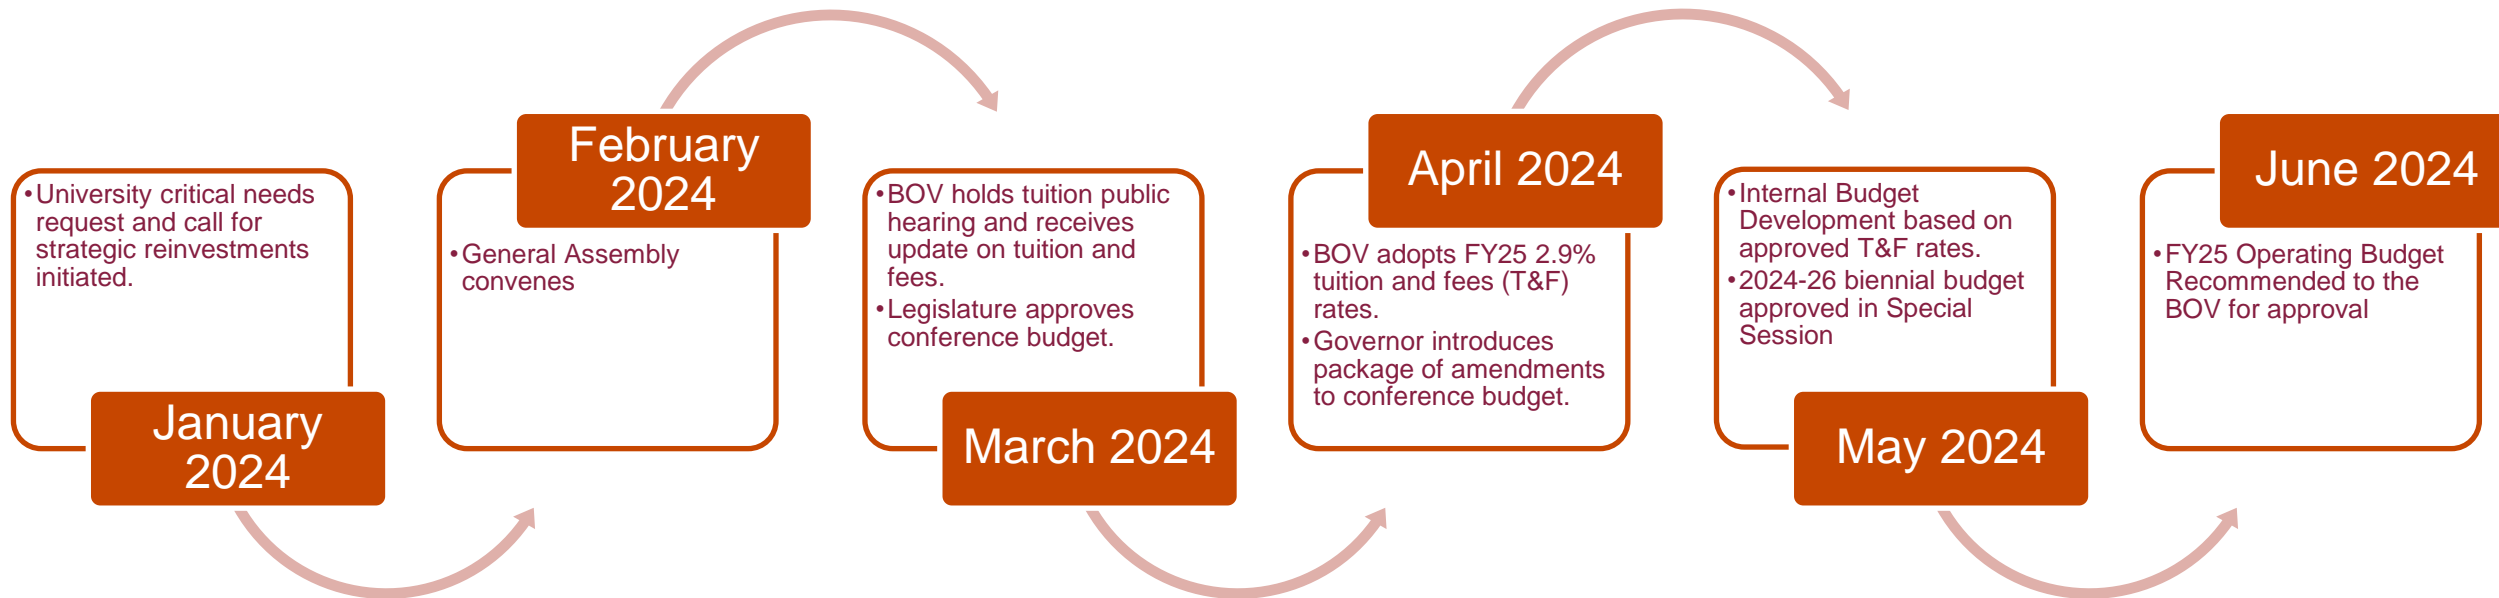 •University critical needs
request and call for
strategic reinvestments
initiated.
January
2024
February
2024
•General Assembly
convenes
•BOV holds tuition public
hearing and receives
update on tuition and
fees.
•Legislature approves
conference budget.
March 2024
April 2024
•BOV adopts FY25 2.9%
tuition and fees (T&F)
rates.
•Governor introduces
package of amendments
to conference budget.
•Internal Budget
Development based on
approved T&F rates.
•2024-26 biennial budget
approved in Special
Session
May 2024
June 2024
•FY25 Operating Budget
Recommended to the
BOV for approval